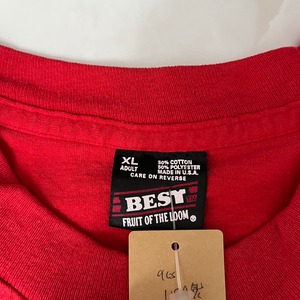 XL
ADULT
50% COTTON
50% POLYESTER
MADE IN U.S.A.
CARE ON REVERSE
BEST
FRUIT OF THE LOOM